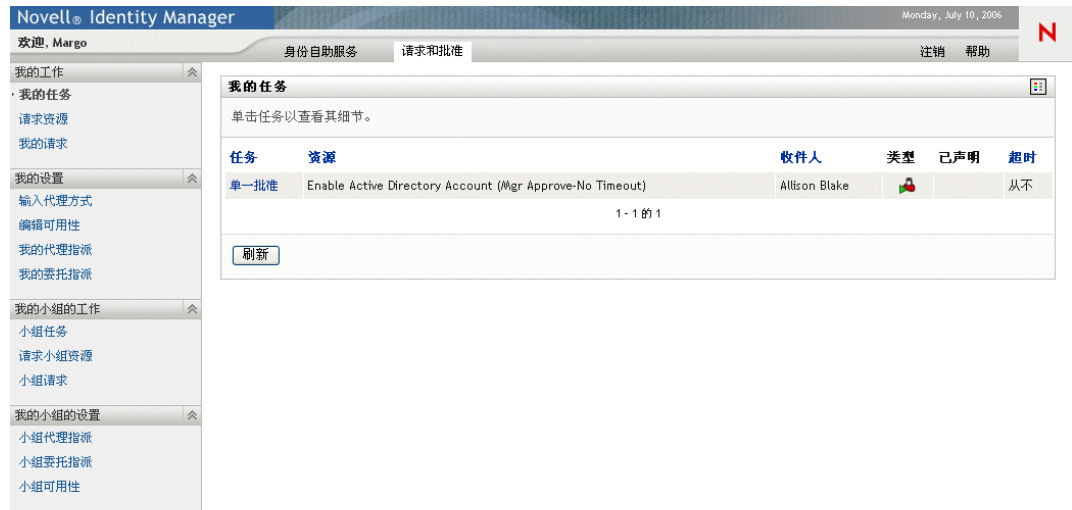 Novell® Identity Manager
Monday, July 10, 2006
N
欢迎, Margo
身份自助服务
请求和批准
注销
帮助
我的工作
我的任务
请求资源
我的请求
我的设置
输入代理方式
编辑可用性
我的代理指派
我的委托指派
我的小组的工作
小组任务
请求小组资源
小组请求
我的小组的设置
小组代理指派
小组委托指派
小组可用性
我的任务
单击任务以查看其细节。
任务 资源 收件人 类型 已声明 超时
单一批准 Enable Active Directory Account (Mgr Approve-No Timeout) Allison Blake 从不
1 - 1 的 1
刷新